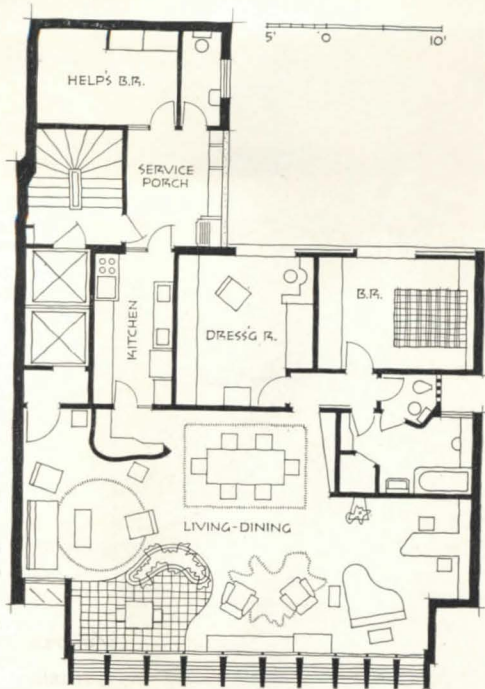 5' 0 10'
HELP'S B.R.
SERVICE
PORCH
KITCHEN
DRESS'G R.
B.R.
LIVING-DINING